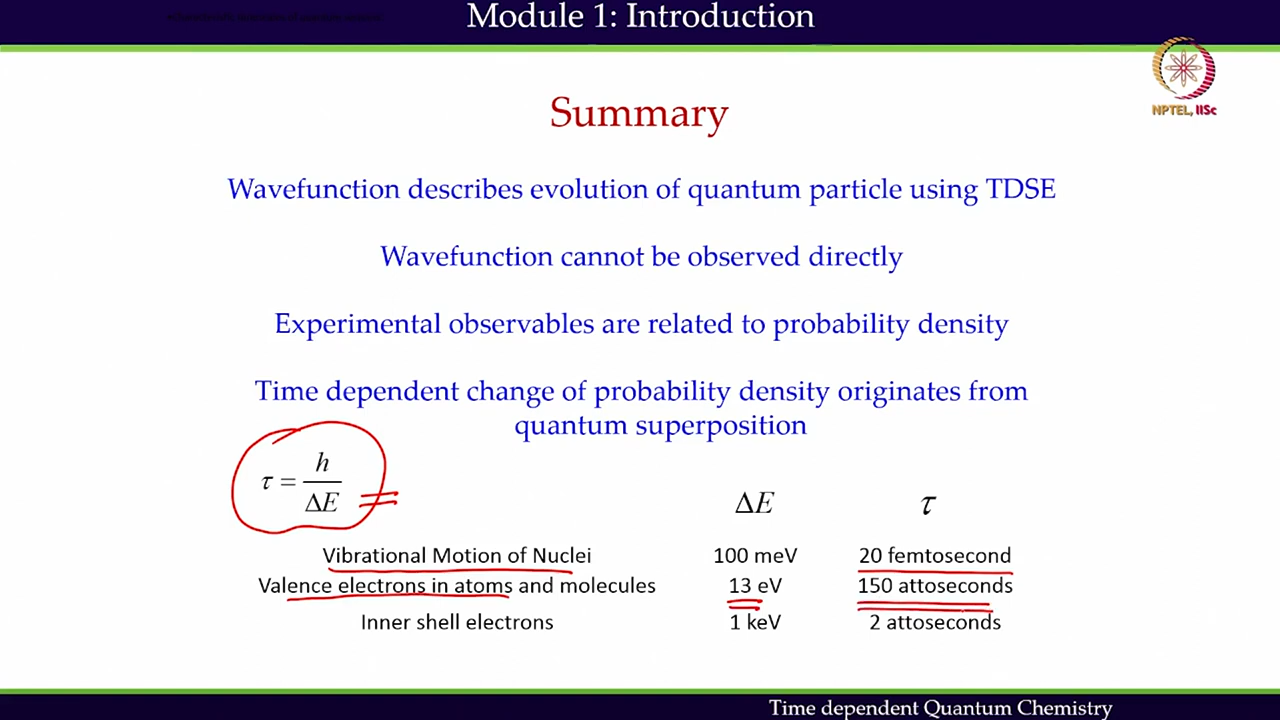 Module 1: Introduction
NPTEL, IISc
Summary
Wavefunction describes evolution of quantum particle using TDSE
Wavefunction cannot be observed directly
Experimental observables are related to probability density
Time dependent change of probability density originates from
quantum superposition
τ = h / ΔE
ΔE τ
Vibrational Motion of Nuclei 100 meV 20 femtosecond
Valence electrons in atoms and molecules 13 eV 150 attoseconds
Inner shell electrons 1 keV 2 attoseconds
Time dependent Quantum Chemistry